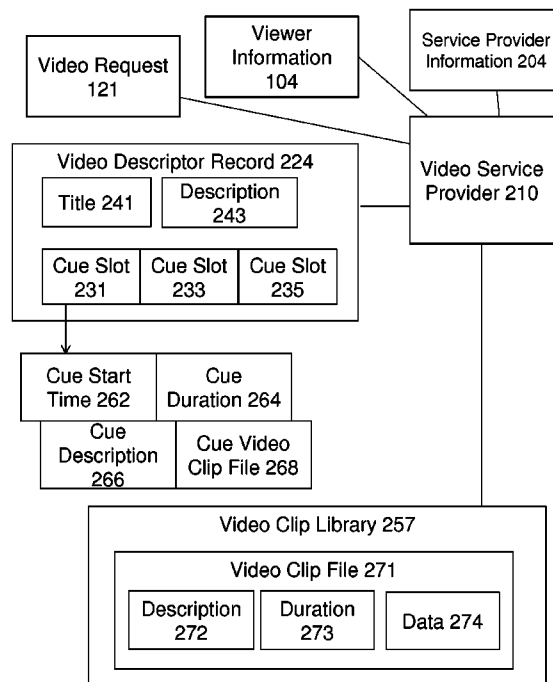 Video Request
121
Viewer
Information
104
Service Provider
Information 204
Video Service
Provider 210
Video Descriptor Record 224
Title 241
Description
243
Cue Slot
231
Cue Slot
233
Cue Slot
235
Cue Start
Time 262
Cue
Duration 264
Cue
Description
266
Cue Video
Clip File 268
Video Clip Library 257
Video Clip File 271
Description
272
Duration
273
Data 274